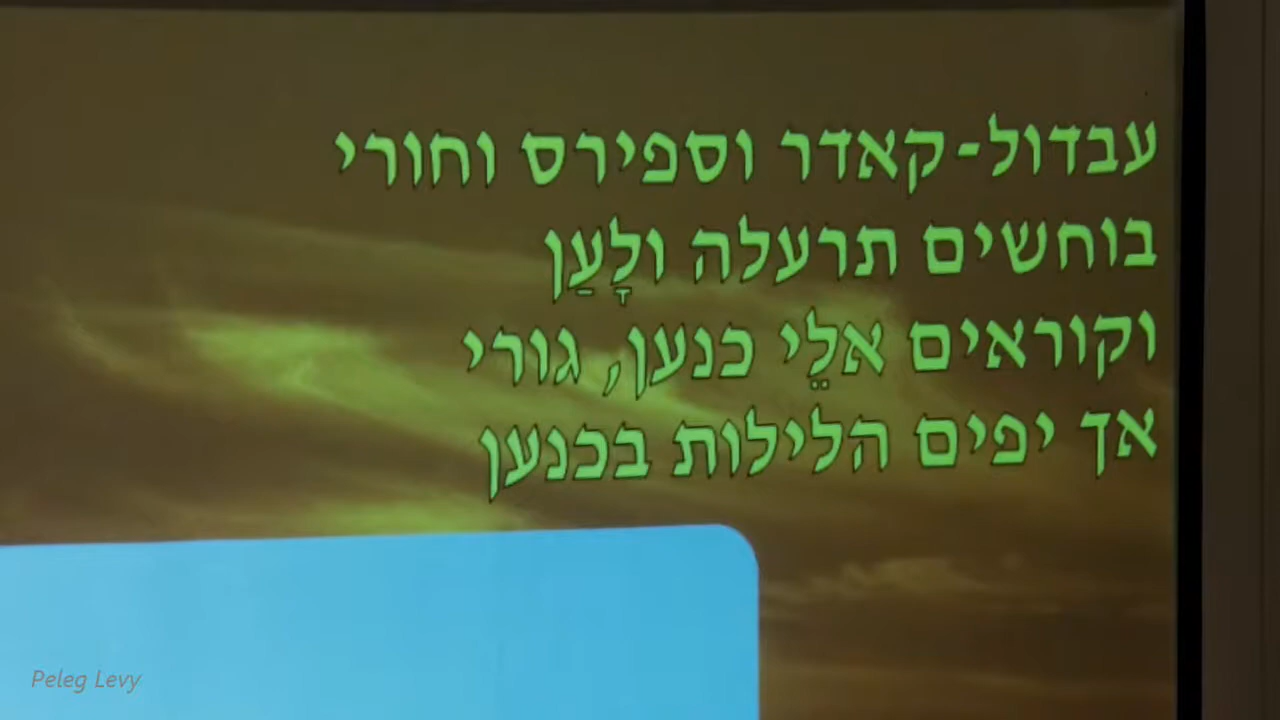 עבדול-קאדר וספירס וחורי
בוחשים תרעלה ולָעַן
וקוראים אלֵי כנען, גורי
אך יפים הלילות בכנען
Peleg Levy